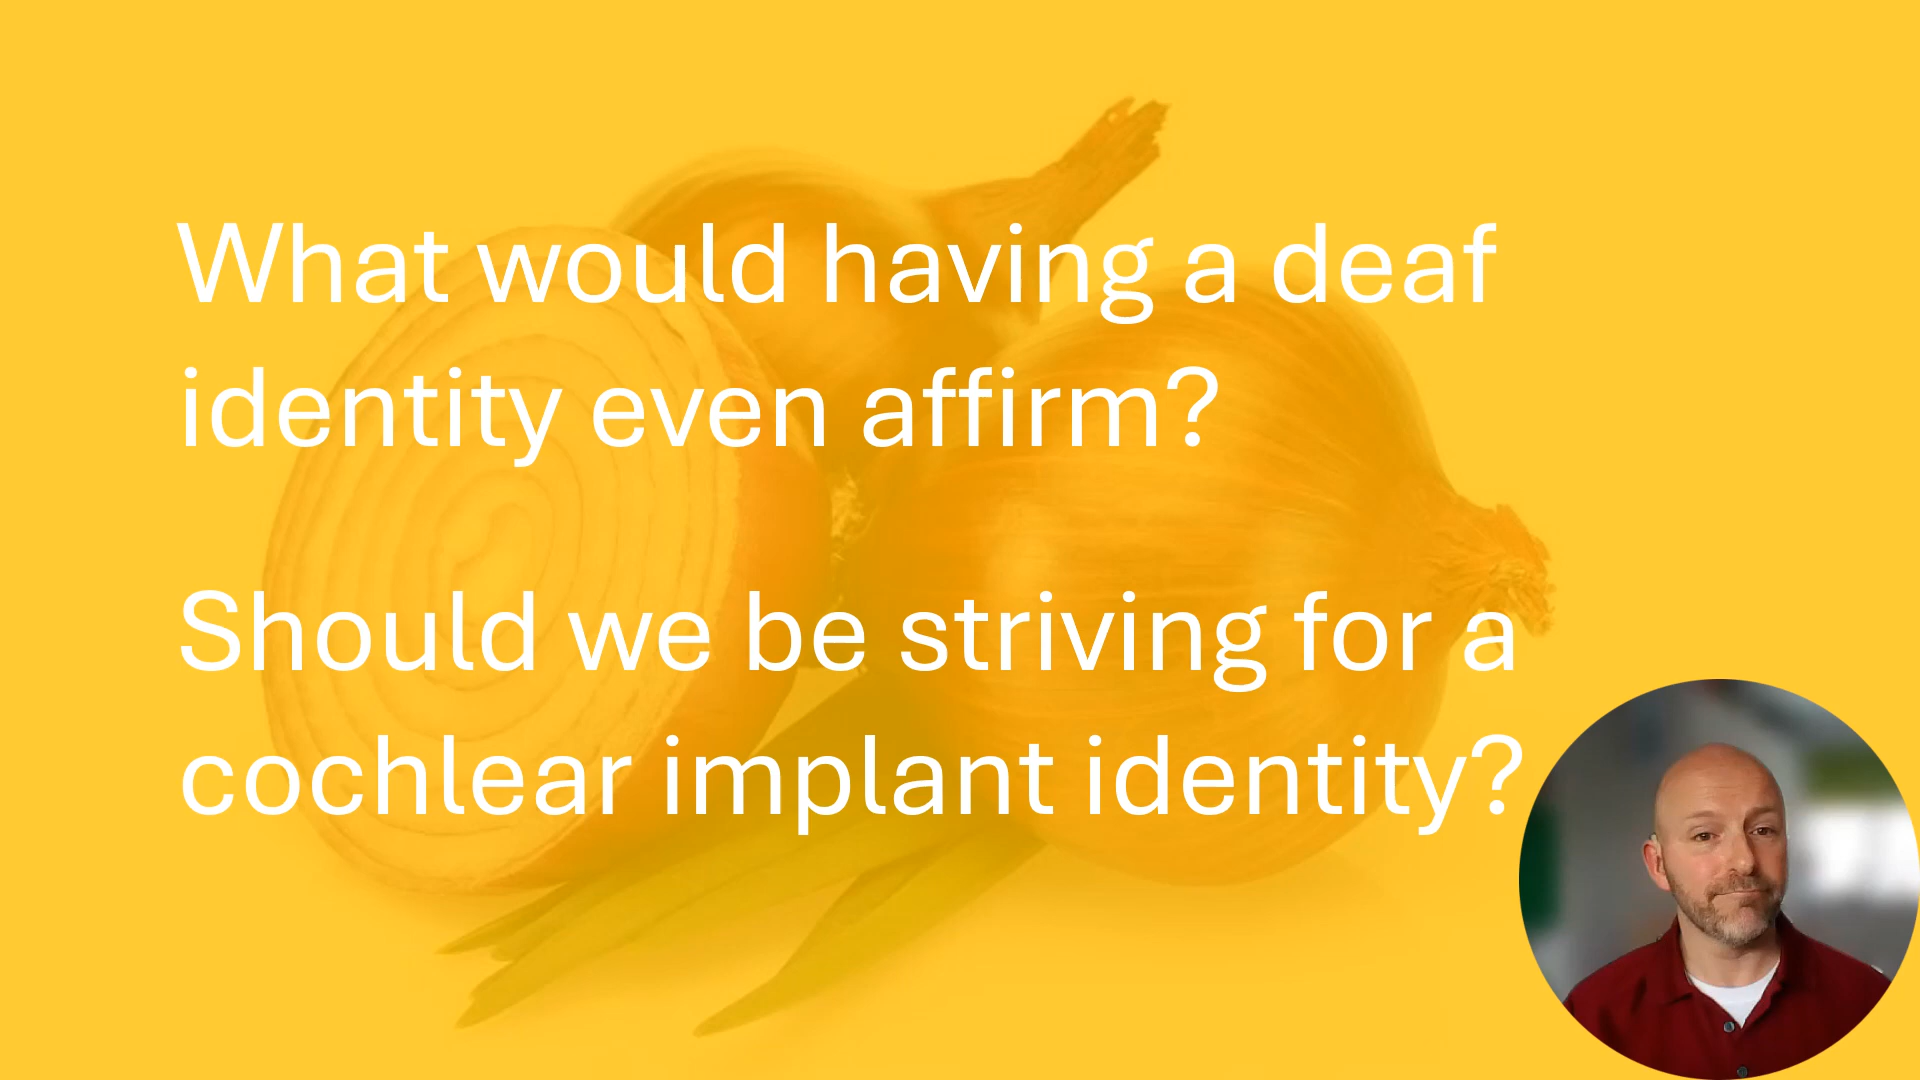 What would having a deaf
identity even affirm?
Should we be striving for a
cochlear implant identity?